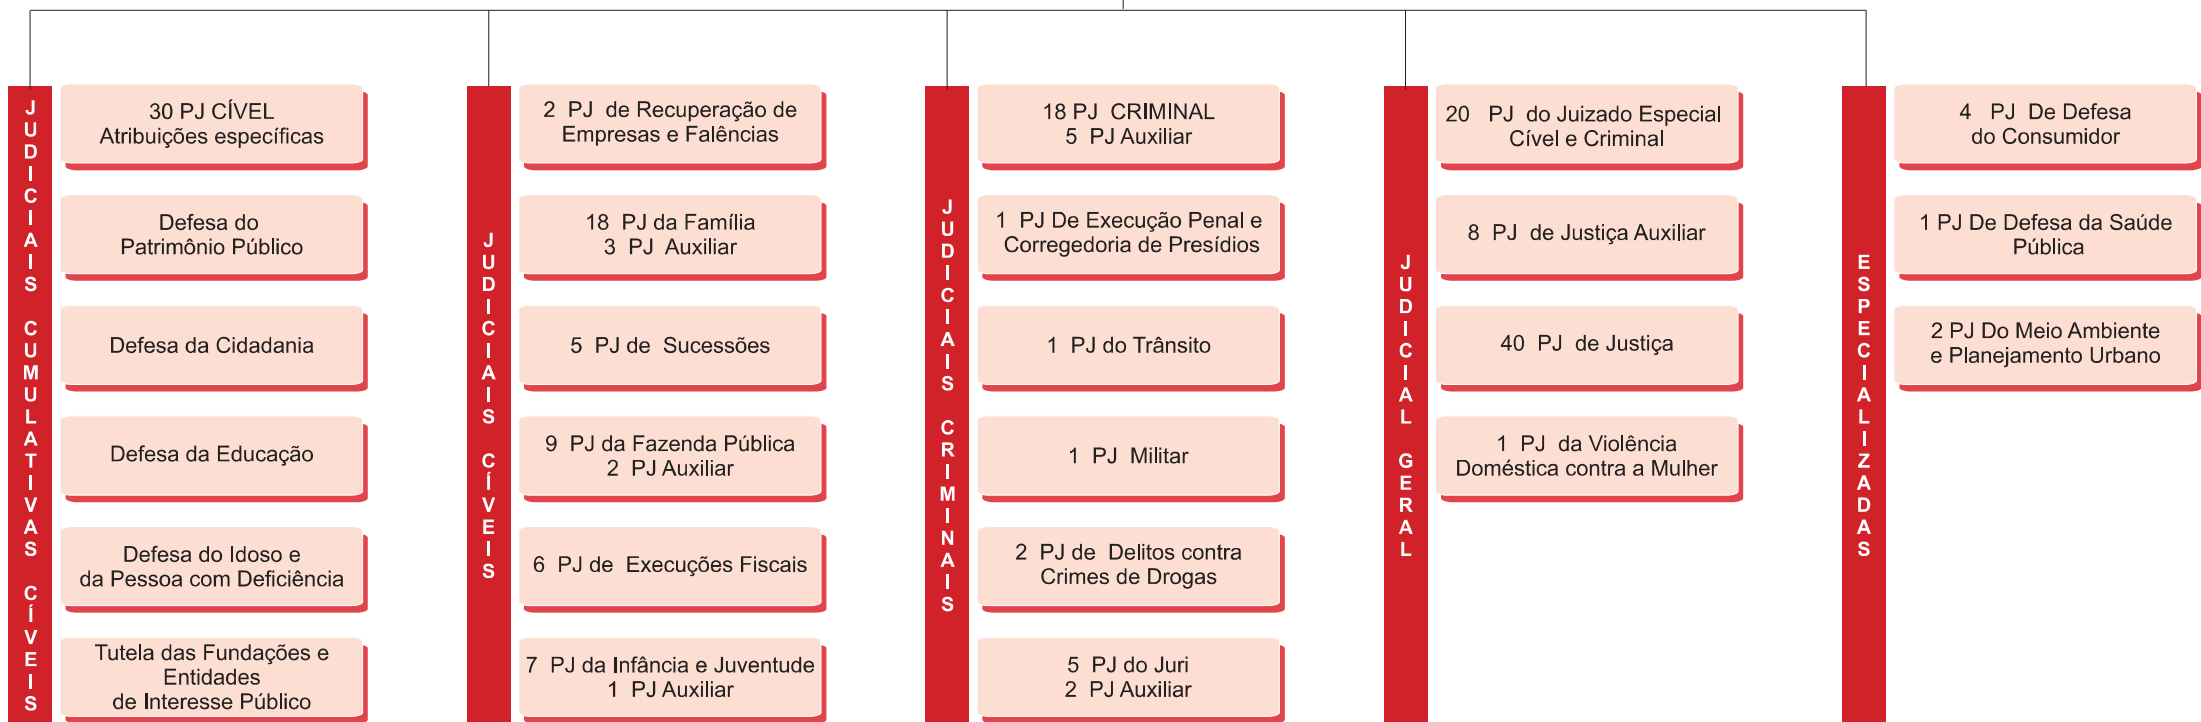 JUDICIAIS CUMULATIVAS CÍVEIS
30 PJ CÍVEL
Atribuições específicas
Defesa do
Patrimônio Público
Defesa da Cidadania
Defesa da Educação
Defesa do Idoso e
da Pessoa com Deficiência
Tutela das Fundações e
Entidades
de Interesse Público
JUDICIAIS CÍVEIS
2 PJ de Recuperação de
Empresas e Falências
18 PJ da Família
3 PJ Auxiliar
5 PJ de Sucessões
9 PJ da Fazenda Pública
2 PJ Auxiliar
6 PJ de Execuções Fiscais
7 PJ da Infância e Juventude
1 PJ Auxiliar
JUDICIAIS CRIMINAIS
18 PJ CRIMINAL
5 PJ Auxiliar
1 PJ De Execução Penal e
Corregedoria de Presídios
1 PJ do Trânsito
1 PJ Militar
2 PJ de Delitos contra
Crimes de Drogas
5 PJ do Juri
2 PJ Auxiliar
JUDICIAL GERAL
20 PJ do Juizado Especial
Cível e Criminal
8 PJ de Justiça Auxiliar
40 PJ de Justiça
1 PJ da Violência
Doméstica contra a Mulher
ESPECIALIZADAS
4 PJ De Defesa
do Consumidor
1 PJ De Defesa da Saúde
Pública
2 PJ Do Meio Ambiente
e Planejamento Urbano